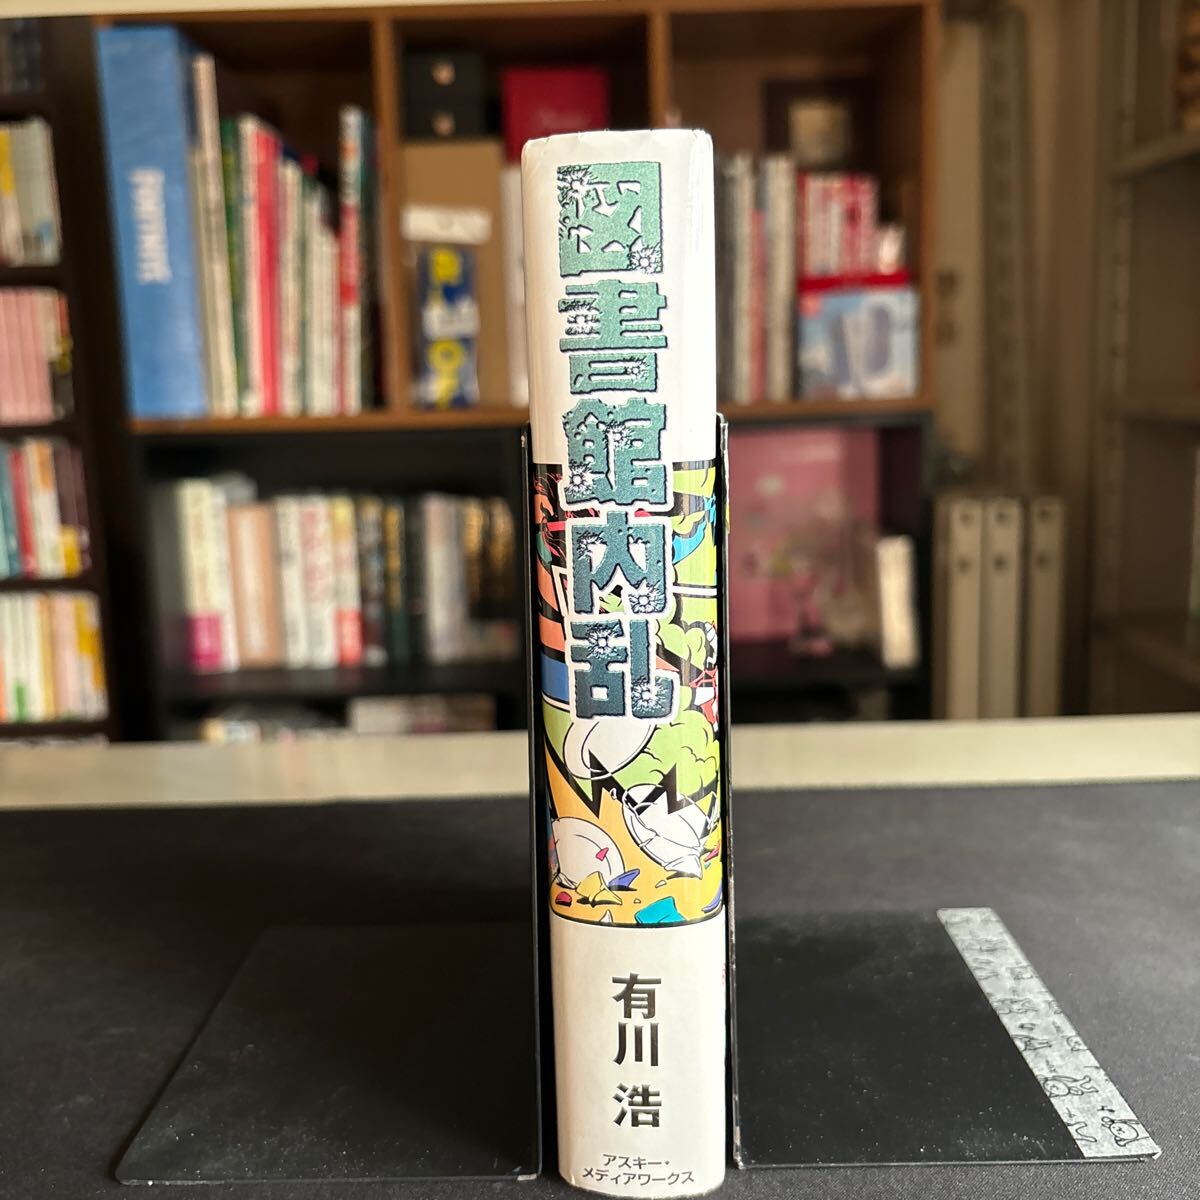 図書館内乱
有川 浩
アスキー・
メディアワークス